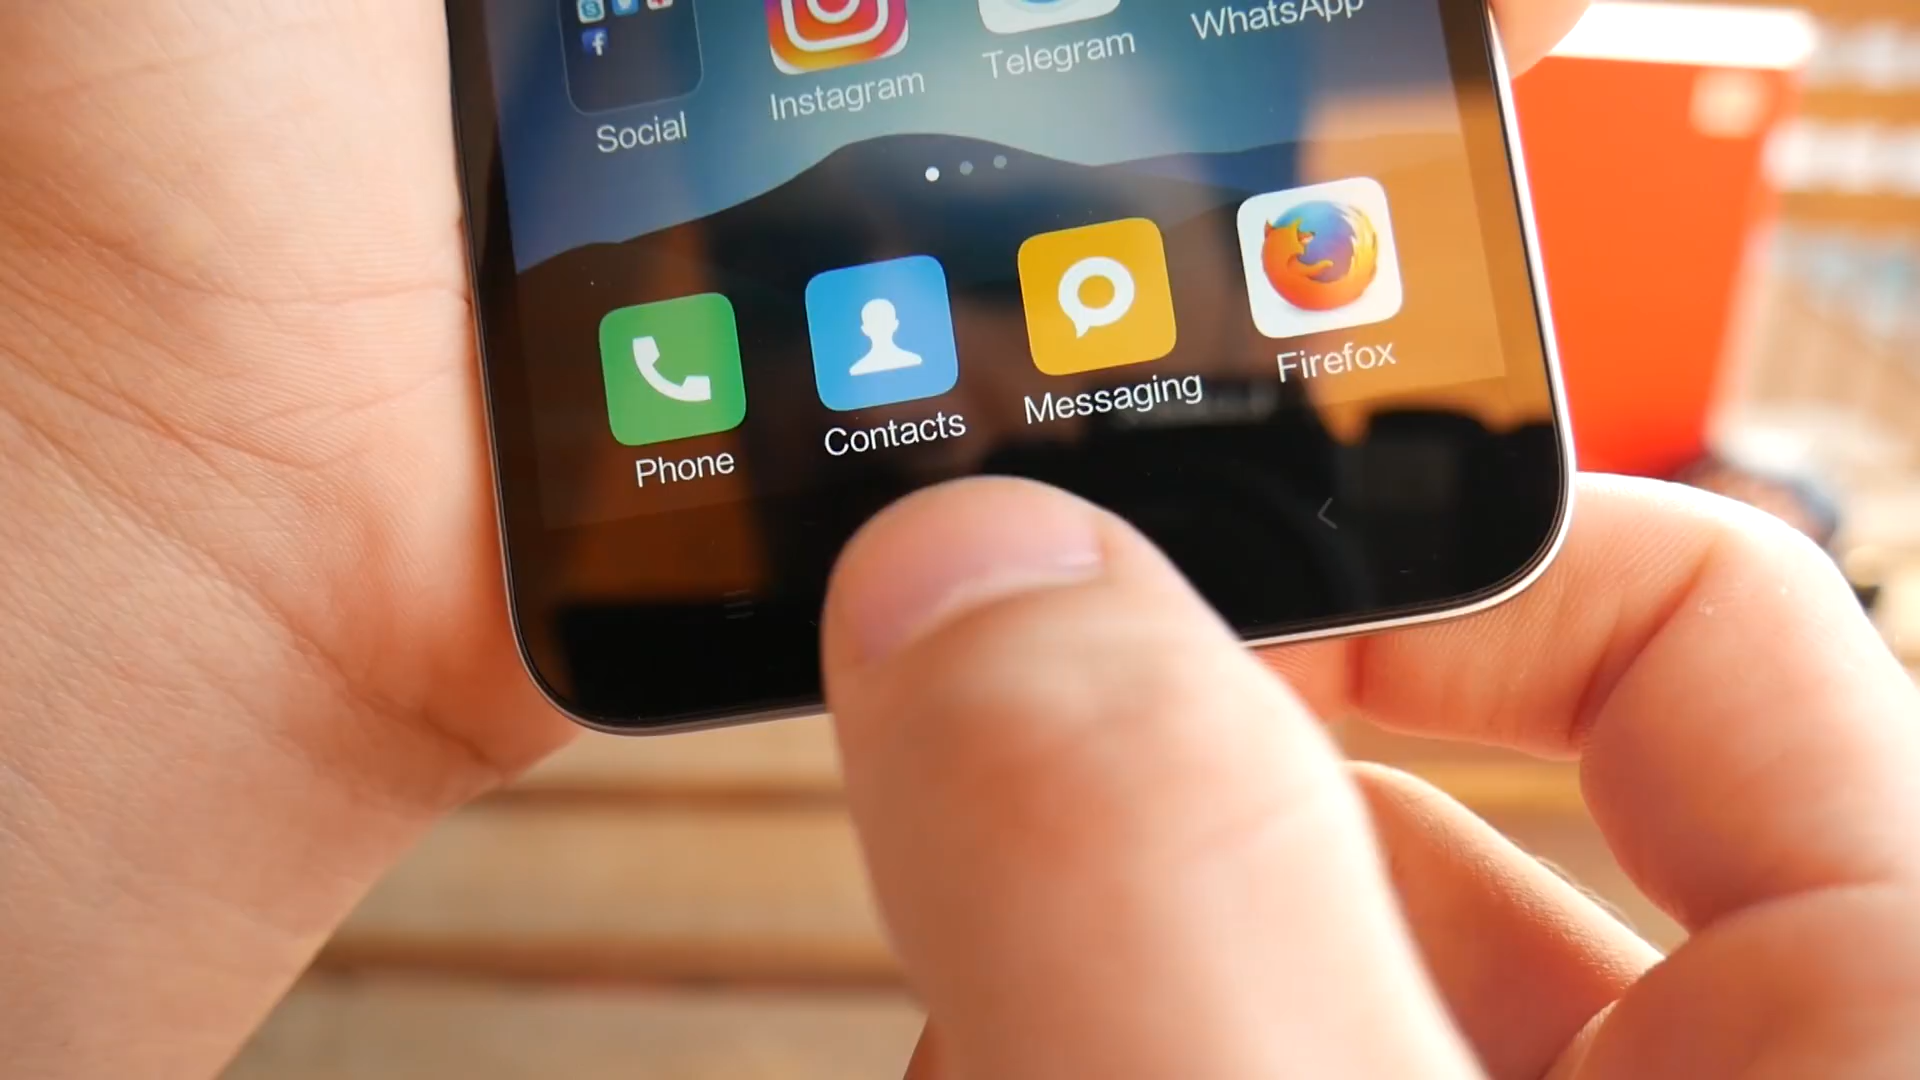 Social
Instagram
Telegram
WhatsApp
Phone
Contacts
Messaging
Firefox